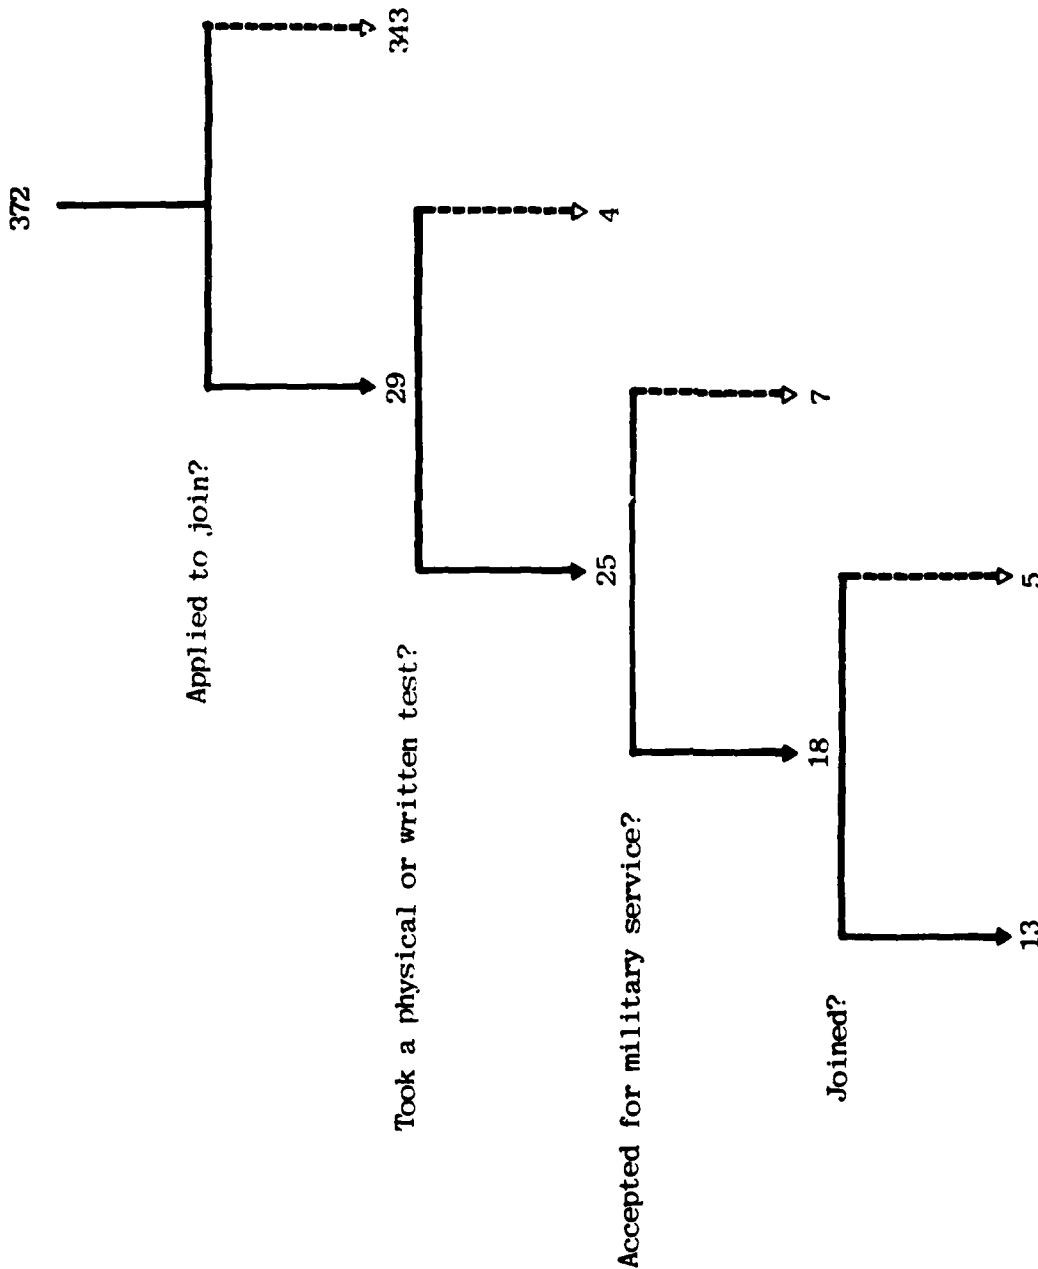 372
Applied to join?
29
343
Took a physical or written test?
25
4
Accepted for military service?
18
7
Joined?
13
5